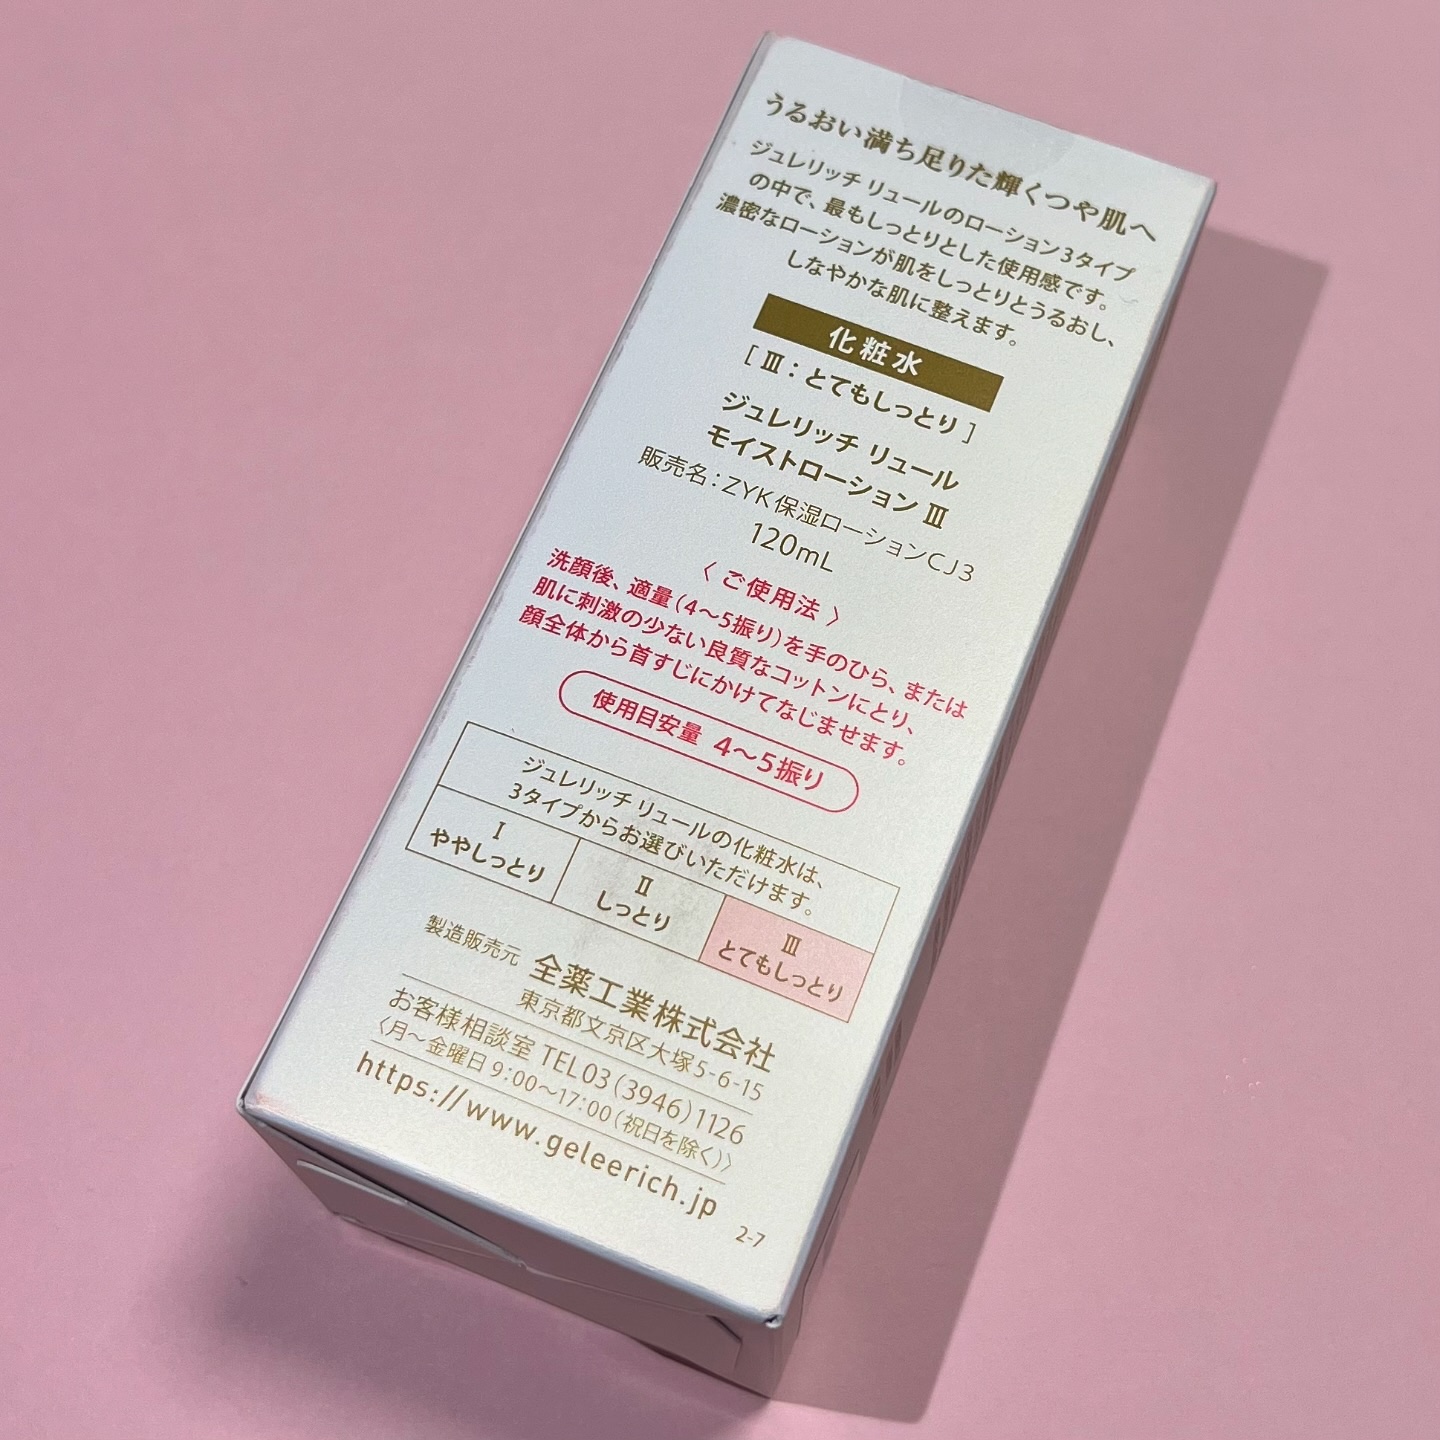 うるおい満ち足りた輝くつや肌へ
ジュレリッチ リュールのローション3タイプ
の中で、最もしっとりとした使用感です。
濃密なローションが肌をしっとりとうるおし、
しなやかな肌に整えます。
化粧水
[ Ⅲ：とてもしっとり ]
ジュレリッチ リュール
モイストローション Ⅲ
販売名：ZYK保湿ローションCJ3
120mL
〈 ご使用法 〉
洗顔後、適量(4〜5振り)を手のひら、または
肌に刺激の少ない良質なコットンにとり、
顔全体から首すじにかけてなじませます。
使用目安量 4〜5振り
ジュレリッチ リュールの化粧水は、
3タイプからお選びいただけます。
Ⅰ
ややしっとり
Ⅱ
しっとり
Ⅲ
とてもしっとり
製造販売元 全薬工業株式会社
東京都文京区大塚5-6-15
お客様相談室 TEL03(3946)1126
〈月〜金曜日 9:00〜17:00(祝日を除く)〉
https://www.geleerich.jp
2-7